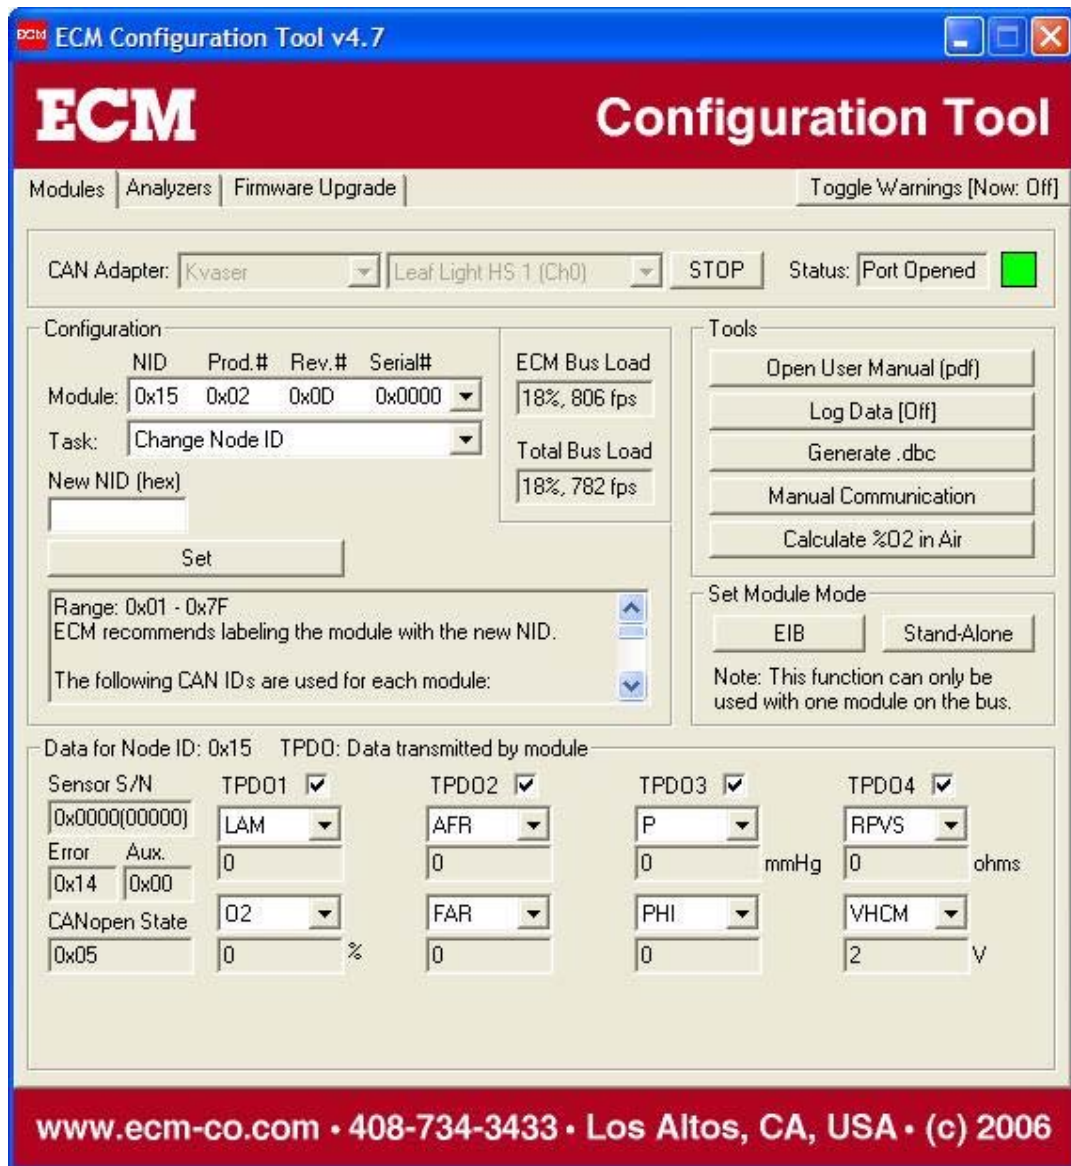 ECM ECM Configuration Tool v4.7
ECM Configuration Tool
Modules Analyzers Firmware Upgrade Toggle Warnings [Now: Off]
CAN Adapter: Kvaser Leaf Light HS 1 (Ch0) STOP Status: Port Opened
Configuration
NID Prod.# Rev.# Serial#
Module: 0x15 0x02 0x0D 0x0000
Task: Change Node ID
New NID (hex)
Set
Range: 0x01 - 0x7F
ECM recommends labeling the module with the new NID.
The following CAN IDs are used for each module:
ECM Bus Load
18%, 806 fps
Total Bus Load
18%, 782 fps
Tools
Open User Manual (pdf)
Log Data [Off]
Generate .dbc
Manual Communication
Calculate %O2 in Air
Set Module Mode
EIB Stand-Alone
Note: This function can only be
used with one module on the bus.
Data for Node ID: 0x15 TPDO: Data transmitted by module
Sensor S/N TPDO1 TPDO2 TPDO3 TPDO4
0x0000(00000) LAM AFR P RPVS
Error Aux. 0 0 0 mmHg 0 ohms
0x14 0x00
CANopen State O2 FAR PHI VHCM
0x05 0 % 0 0 2 V
www.ecm-co.com • 408-734-3433 • Los Altos, CA, USA • (c) 2006